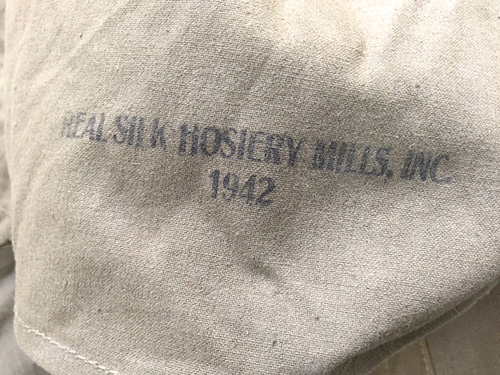 REAL SILK HOSIERY MILLS, INC.
1942